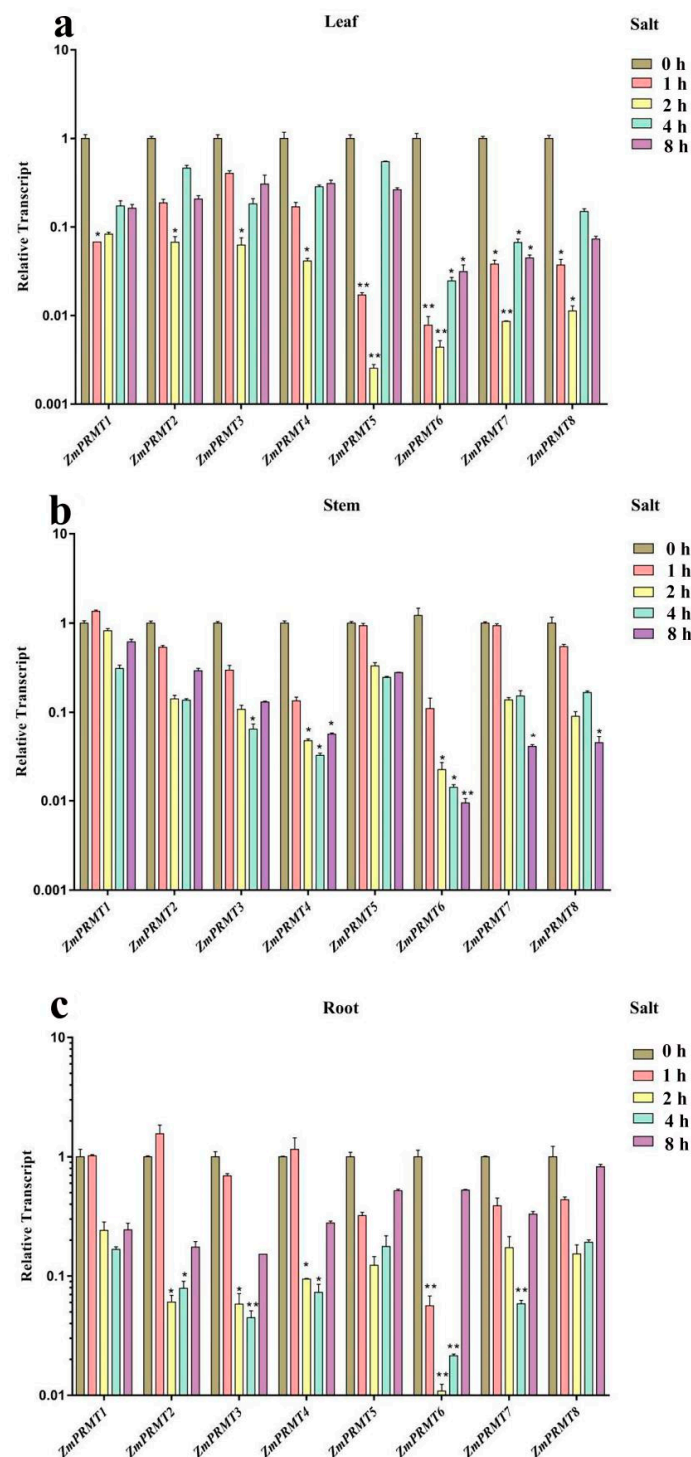 a
Leaf
Salt
0 h
1 h
2 h
4 h
8 h
Relative Transcript
10
1
0.1
0.01
0.001
* * * * ** ** ** ** * * * ** * * * *
ZmPRMT1 ZmPRMT2 ZmPRMT3 ZmPRMT4 ZmPRMT5 ZmPRMT6 ZmPRMT7 ZmPRMT8
b
Stem
Salt
0 h
1 h
2 h
4 h
8 h
Relative Transcript
10
1
0.1
0.01
0.001
* * * * * * ** * *
ZmPRMT1 ZmPRMT2 ZmPRMT3 ZmPRMT4 ZmPRMT5 ZmPRMT6 ZmPRMT7 ZmPRMT8
c
Root
Salt
0 h
1 h
2 h
4 h
8 h
Relative Transcript
10
1
0.1
0.01
* * * ** * * ** ** ** **
ZmPRMT1 ZmPRMT2 ZmPRMT3 ZmPRMT4 ZmPRMT5 ZmPRMT6 ZmPRMT7 ZmPRMT8